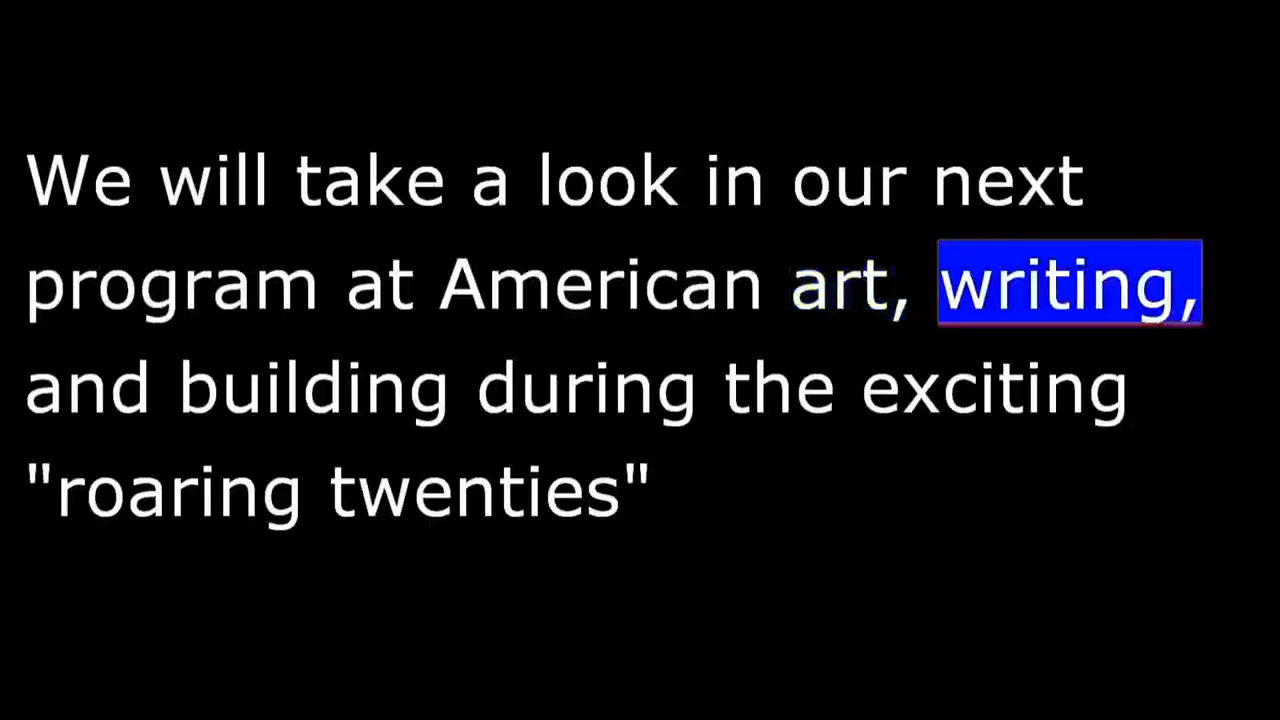 We will take a look in our next
program at American art, writing,
and building during the exciting
"roaring twenties"